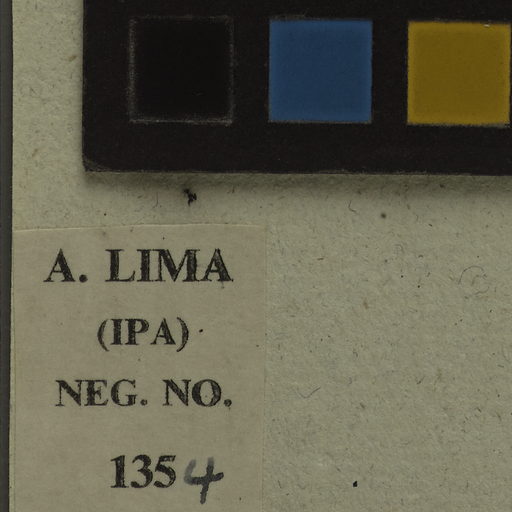 A. LIMA
(IPA)
NEG. NO.
1354